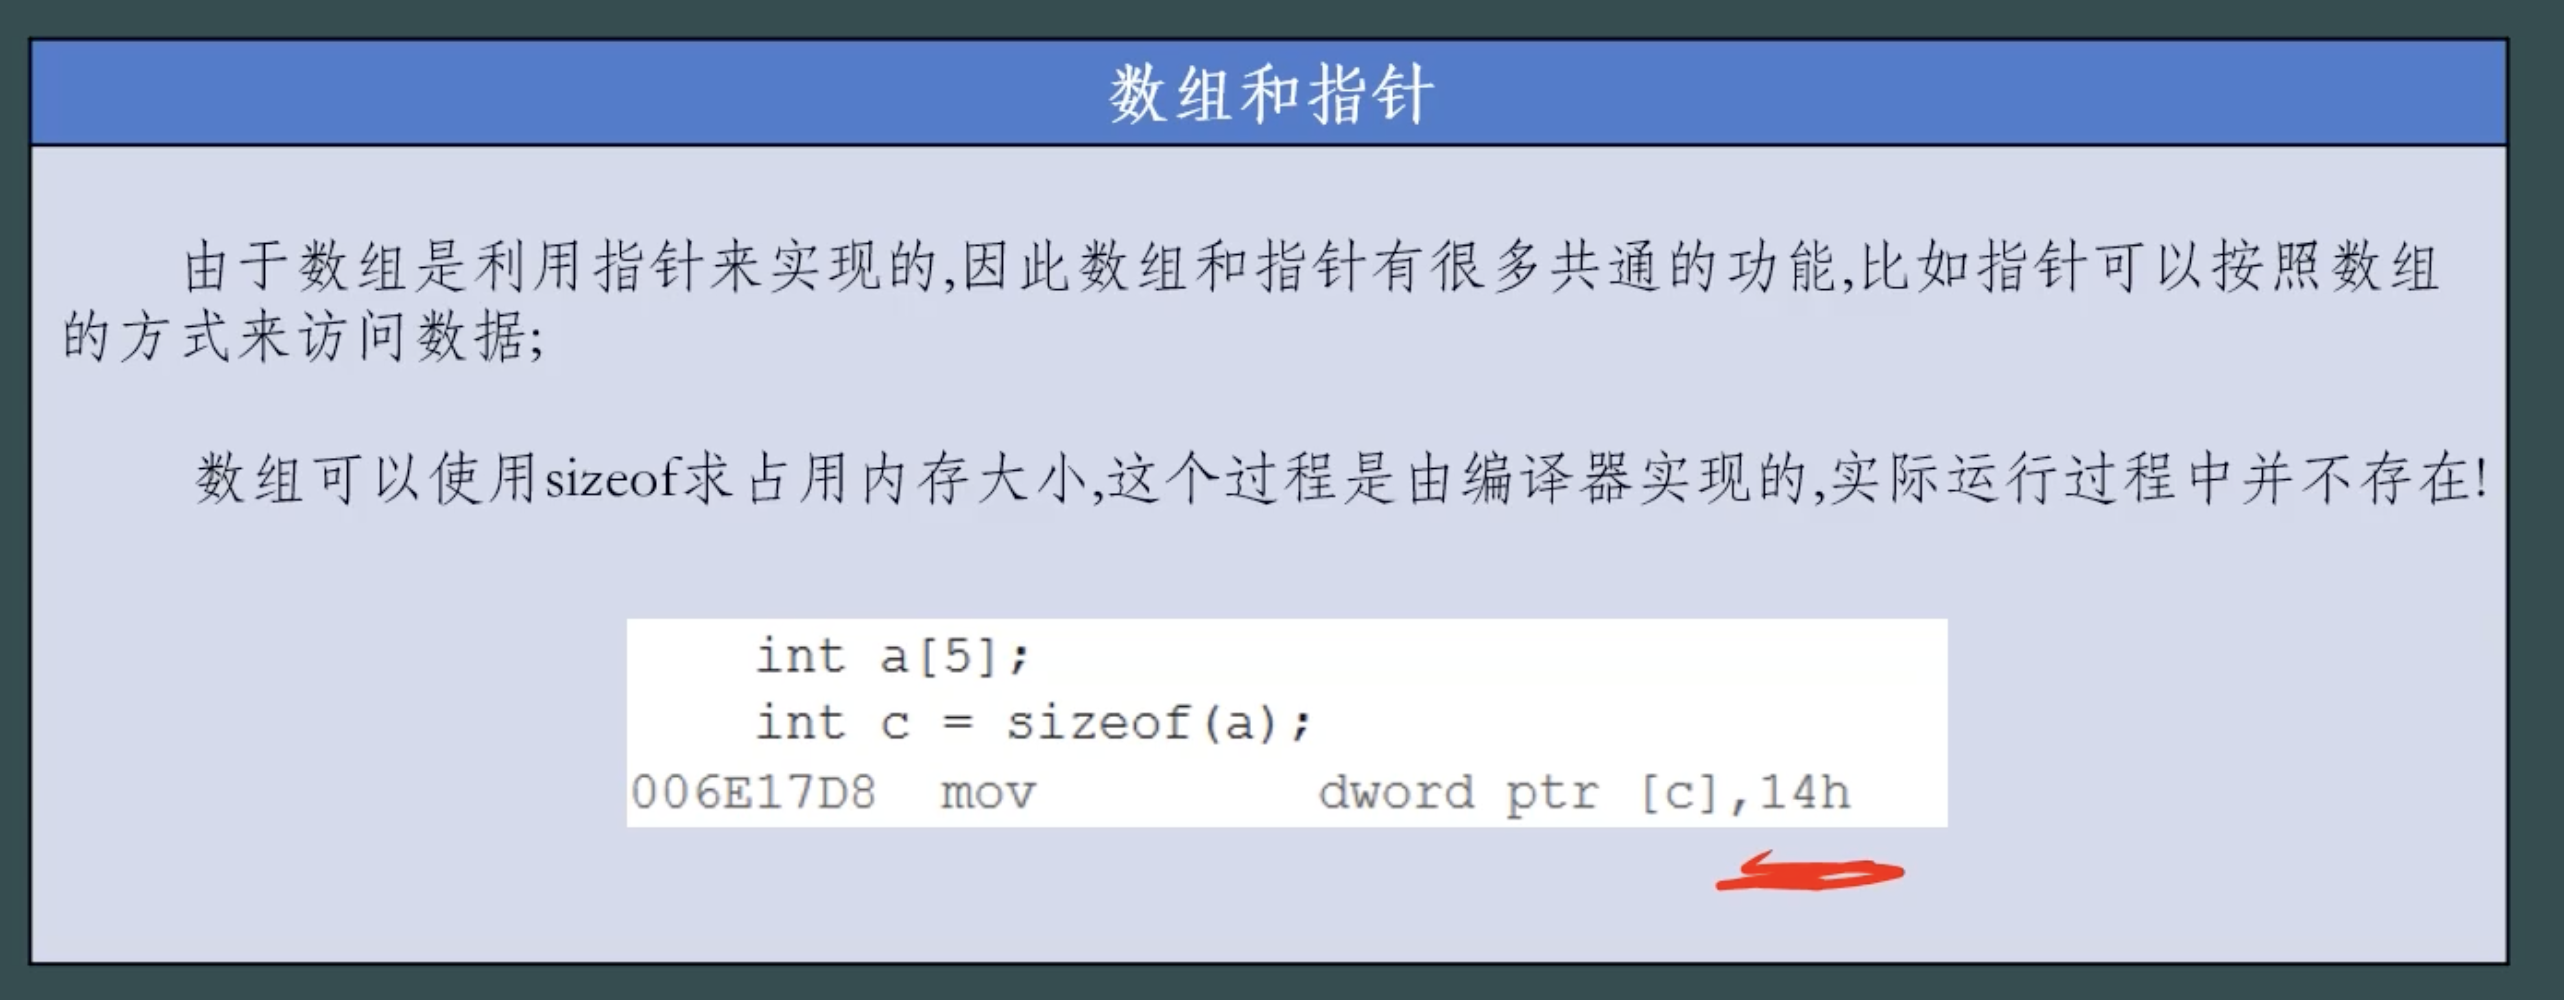 数组和指针
由于数组是利用指针来实现的,因此数组和指针有很多共通的功能,比如指针可以按照数组
的方式来访问数据;
数组可以使用sizeof求占用内存大小,这个过程是由编译器实现的,实际运行过程中并不存在!
int a[5];
int c = sizeof(a);
006E17D8 mov dword ptr [c],14h